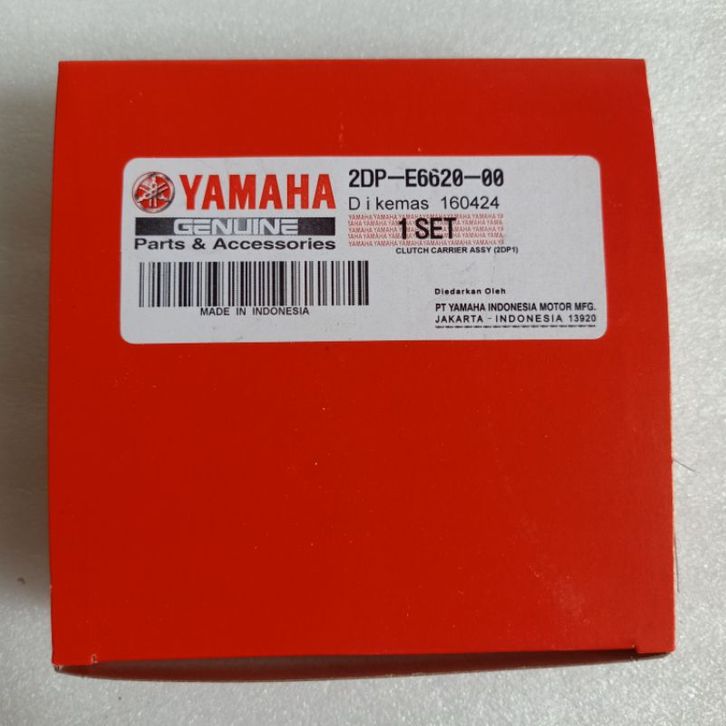 YAMAHA
GENUINE
Parts & Accessories
MADE IN INDONESIA
2DP-E6620-00
Dikemas 160424
1 SET
CLUTCH CARRIER ASSY (2DP1)
Diedarkan Oleh
PT YAMAHA INDONESIA MOTOR MFG.
JAKARTA - INDONESIA 13920